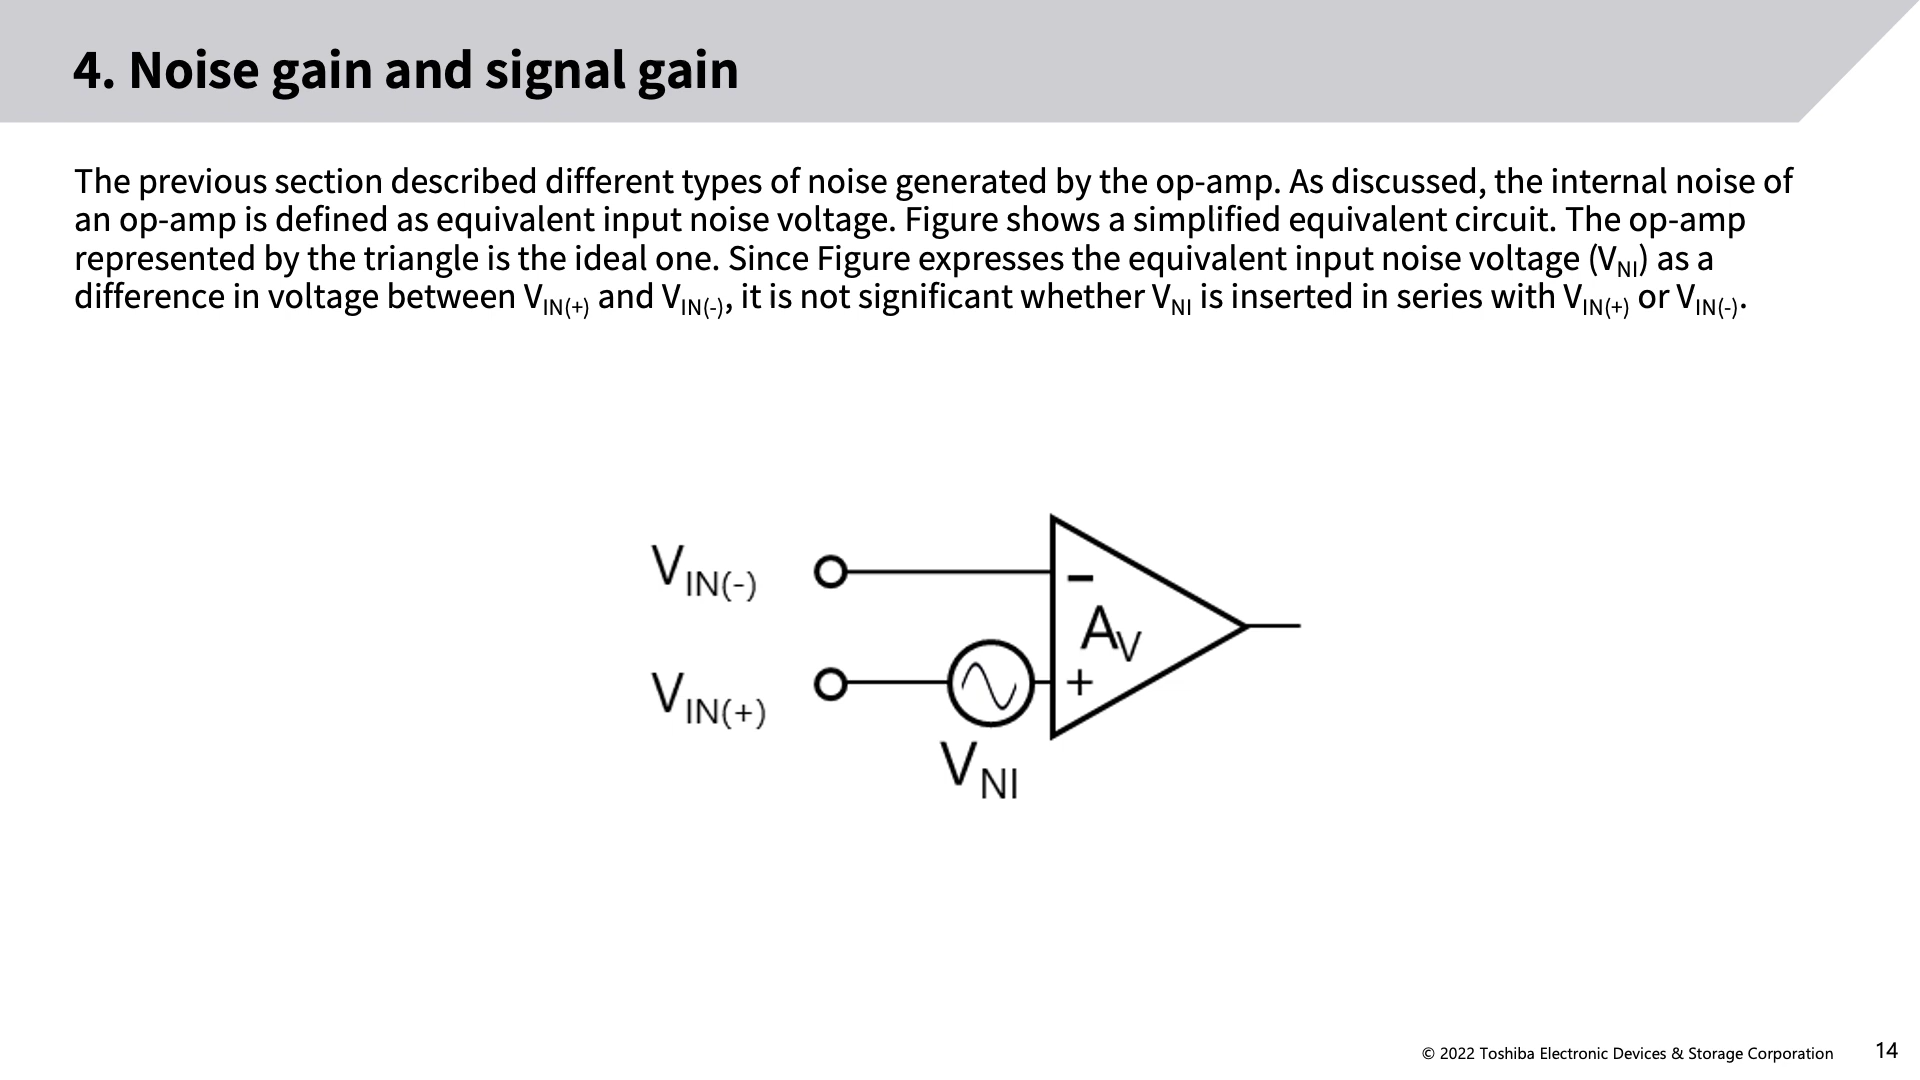 4. Noise gain and signal gain
The previous section described different types of noise generated by the op-amp. As discussed, the internal noise of
an op-amp is defined as equivalent input noise voltage. Figure shows a simplified equivalent circuit. The op-amp
represented by the triangle is the ideal one. Since Figure expresses the equivalent input noise voltage (VNI) as a
difference in voltage between VIN(+) and VIN(-), it is not significant whether VNI is inserted in series with VIN(+) or VIN(-).
VIN(-)
−
AV
VIN(+)
+
VNI
© 2022 Toshiba Electronic Devices & Storage Corporation
14